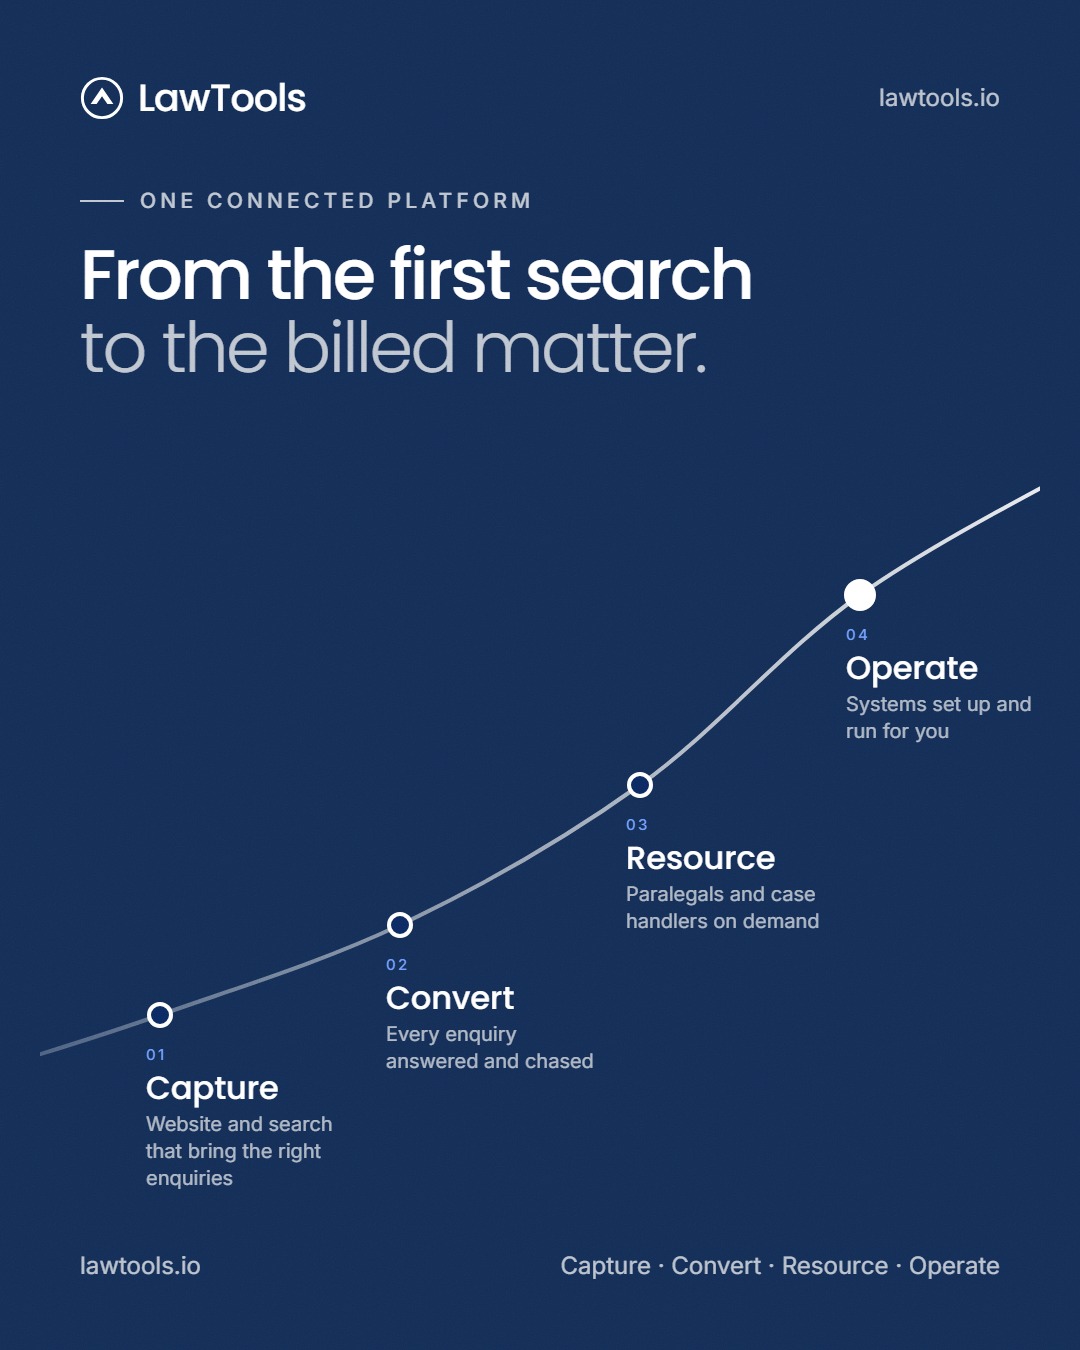 LawTools
lawtools.io
ONE CONNECTED PLATFORM
From the first search
to the billed matter.
04
Operate
Systems set up and
run for you
03
Resource
Paralegals and case
handlers on demand
02
Convert
Every enquiry
answered and chased
01
Capture
Website and search
that bring the right
enquiries
lawtools.io
Capture · Convert · Resource · Operate